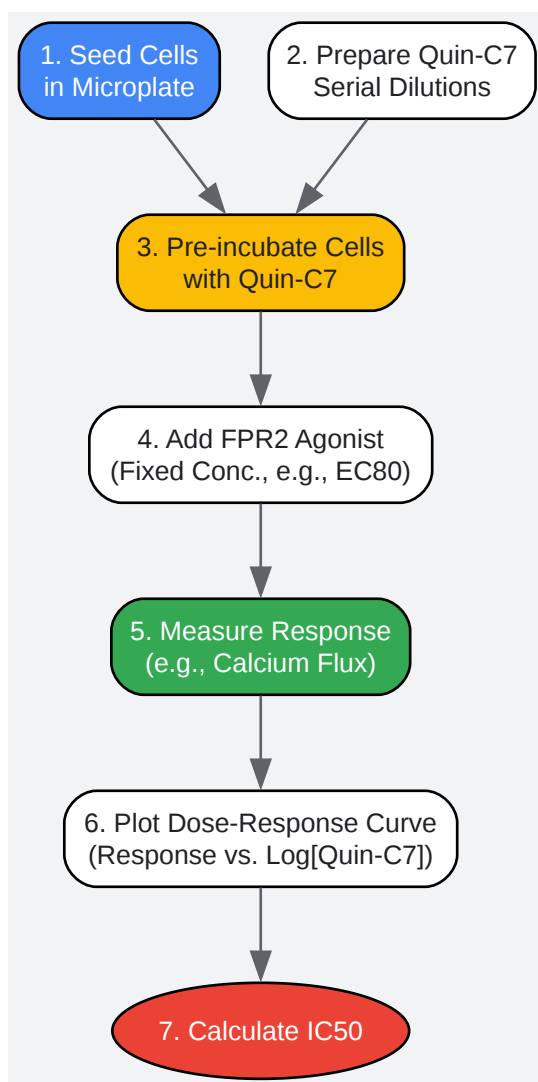 1. Seed Cells
in Microplate
2. Prepare Quin-C7
Serial Dilutions
3. Pre-incubate Cells
with Quin-C7
4. Add FPR2 Agonist
(Fixed Conc., e.g., EC80)
5. Measure Response
(e.g., Calcium Flux)
6. Plot Dose-Response Curve
(Response vs. Log[Quin-C7])
7. Calculate IC50